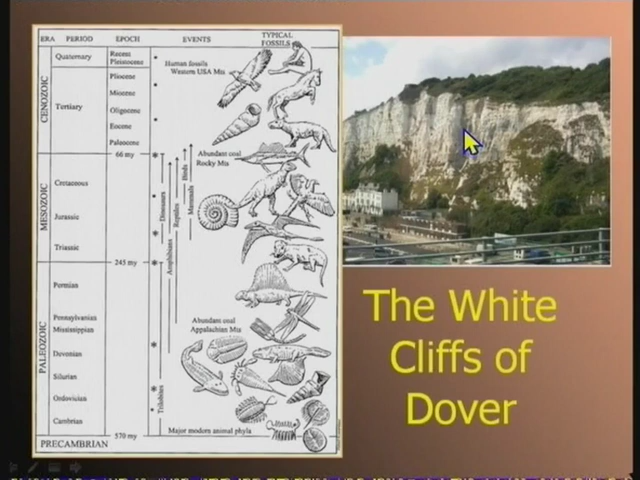 ERA PERIOD EPOCH EVENTS TYPICAL FOSSILS
CENOZOIC
Quaternary
Recent
Pleistocene
Human fossils
Western USA Mts
Tertiary
Pliocene
Miocene
Oligocene
Eocene
Paleocene
66 my
Abundant coal
Rocky Mts
MESOZOIC
Cretaceous
Jurassic
Triassic
Dinosaurs
Reptiles
Birds
Mammals
Amphibians
245 my
PALEOZOIC
Permian
Pennsylvanian
Mississippian
Abundant coal
Appalachian Mts
Devonian
Silurian
Ordovician
Cambrian
Trilobites
570 my
Major modern animal phyla
PRECAMBRIAN
The White
Cliffs of
Dover